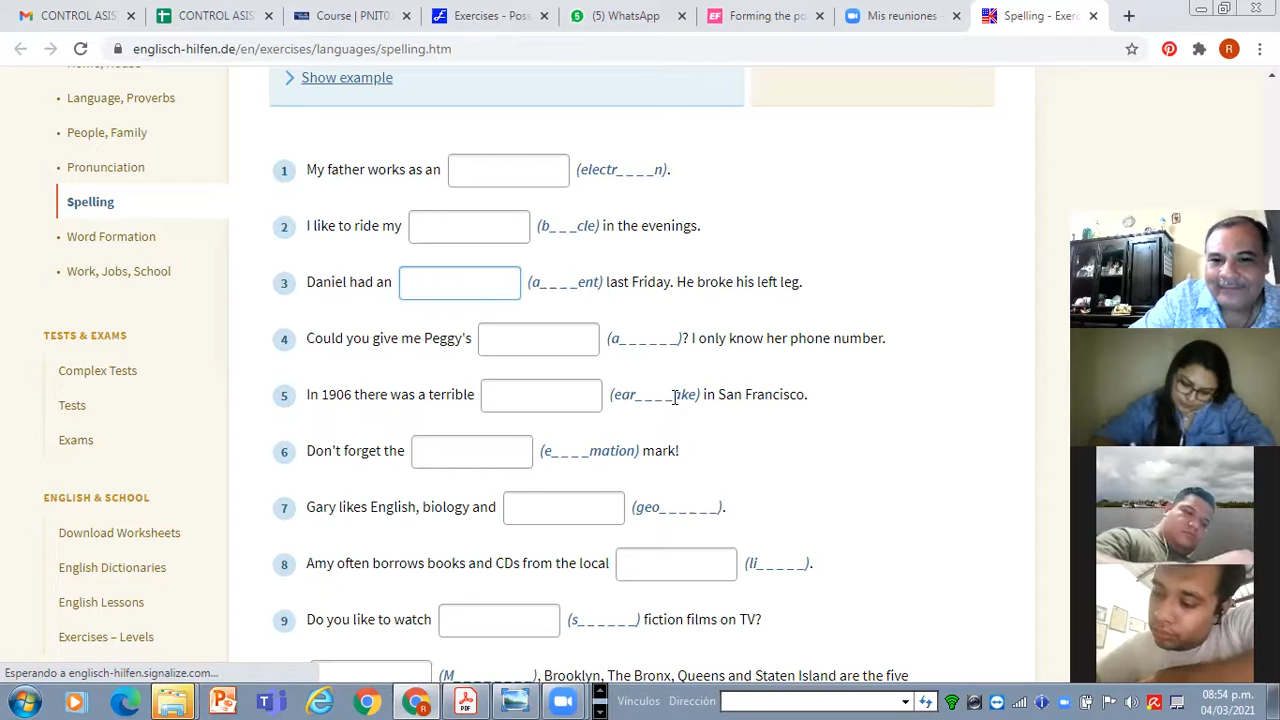 CONTROL ASIS
CONTROL ASIS
Course | PNIT03
Exercises - Poss
(5) WhatsApp
Forming the po
Mis reuniones -
Spelling - Exerc
englisch-hilfen.de/en/exercises/languages/spelling.htm
R
Language, Proverbs
People, Family
Pronunciation
Spelling
Word Formation
Work, Jobs, School
TESTS & EXAMS
Complex Tests
Tests
Exams
ENGLISH & SCHOOL
Download Worksheets
English Dictionaries
English Lessons
Exercises – Levels
Show example
1 My father works as an (electr_ _ _ _n).
2 I like to ride my (b_ _ _cle) in the evenings.
3 Daniel had an (a_ _ _ _ent) last Friday. He broke his left leg.
4 Could you give me Peggy's (a_ _ _ _ _ _)? I only know her phone number.
5 In 1906 there was a terrible (ear_ _ _ _ake) in San Francisco.
6 Don't forget the (e_ _ _ _mation) mark!
7 Gary likes English, biology and (geo_ _ _ _ _ _).
8 Amy often borrows books and CDs from the local (li_ _ _ _ _).
9 Do you like to watch (s_ _ _ _ _ _) fiction films on TV?
(M_ _ _ _ _ _ _ _), Brooklyn, The Bronx, Queens and Staten Island are the five
Esperando a englisch-hilfen.signalize.com...
Vínculos Dirección
08:54 p.m.
04/03/2021